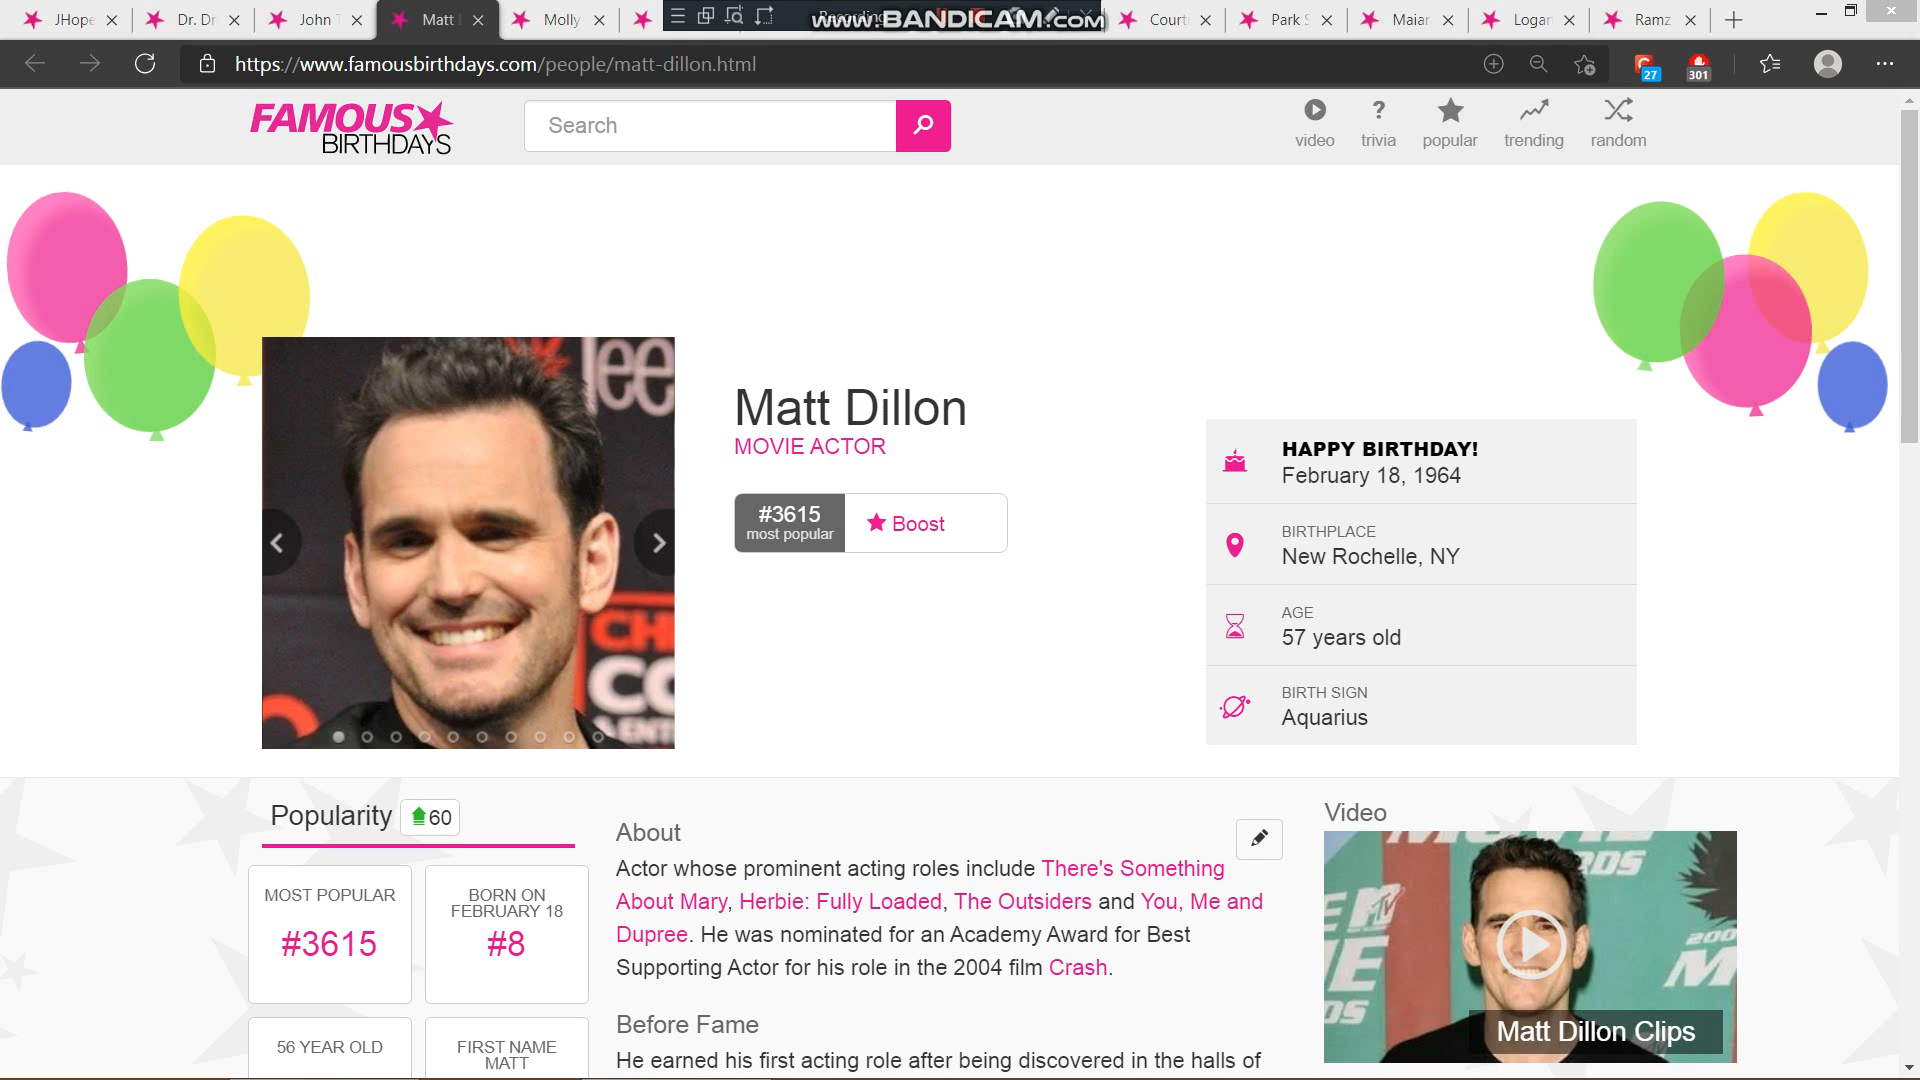 JHope
Dr. Dr
John T
Matt
Molly
www.BANDICAM.com
Court
Park S
Maiar
Logar
Ramz
https://www.famousbirthdays.com/people/matt-dillon.html
27
301
FAMOUS
BIRTHDAYS
Search
video
trivia
popular
trending
random
Matt Dillon
MOVIE ACTOR
#3615
most popular
Boost
HAPPY BIRTHDAY!
February 18, 1964
BIRTHPLACE
New Rochelle, NY
AGE
57 years old
BIRTH SIGN
Aquarius
Popularity
60
MOST POPULAR
#3615
BORN ON
FEBRUARY 18
#8
56 YEAR OLD
FIRST NAME
MATT
About
Actor whose prominent acting roles include There's Something
About Mary, Herbie: Fully Loaded, The Outsiders and You, Me and
Dupree. He was nominated for an Academy Award for Best
Supporting Actor for his role in the 2004 film Crash.
Before Fame
He earned his first acting role after being discovered in the halls of
Video
MTV
200
Matt Dillon Clips